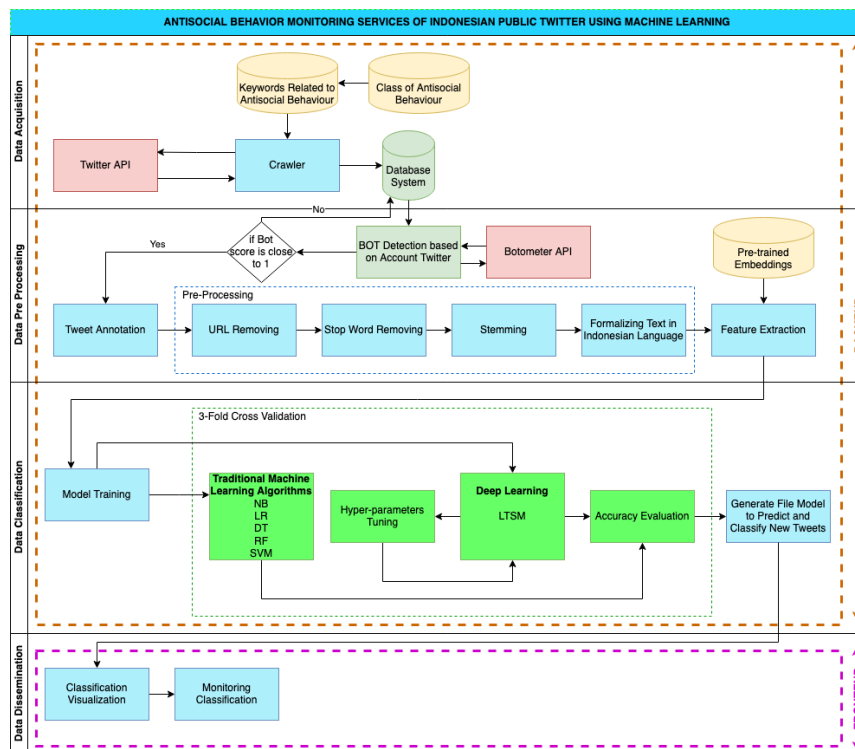 ANTISOCIAL BEHAVIOR MONITORING SERVICES OF INDONESIAN PUBLIC TWITTER USING MACHINE LEARNING
Data Acquisition
Keywords Related to
Antisocial Behaviour
Class of Antisocial
Behaviour
Twitter API
Crawler
Database
System
Data Pre Processing
No
Yes
if Bot
score is close
to 1
BOT Detection based
on Account Twitter
Botometer API
Pre-trained
Embeddings
Pre-Processing
Tweet Annotation
URL Removing
Stop Word Removing
Stemming
Formalizing Text in
Indonesian Language
Feature Extraction
Data Classification
3-Fold Cross Validation
Model Training
Traditional Machine
Learning Algorithms
NB
LR
DT
RF
SVM
Hyper-parameters
Tuning
Deep Learning
LTSM
Accuracy Evaluation
Generate File Model
to Predict and
Classify New Tweets
Data Dissemination
Classification
Visualization
Monitoring
Classification